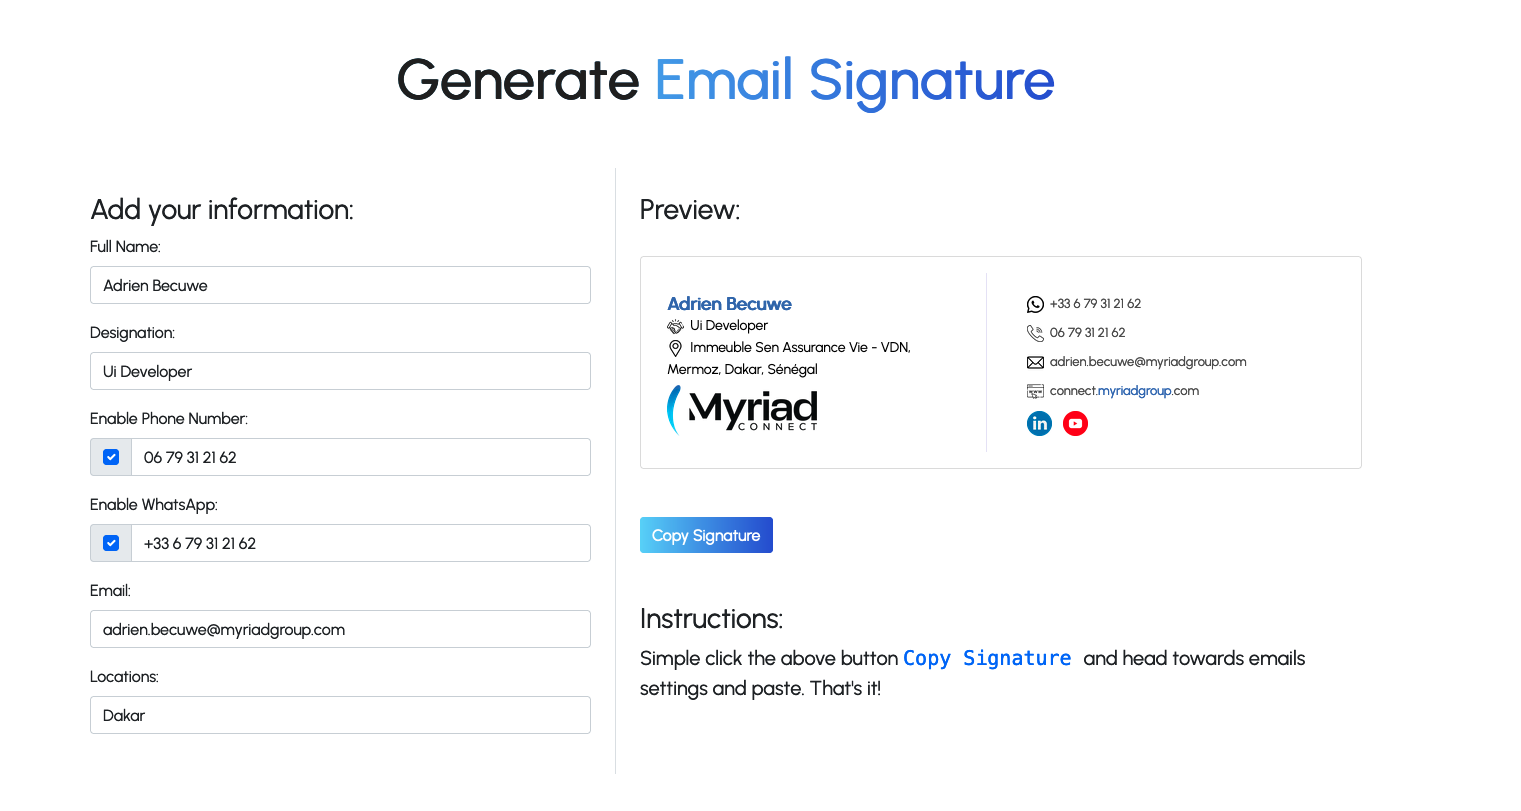 Generate Email Signature
Add your information:
Full Name:
Adrien Becuwe
Designation:
Ui Developer
Enable Phone Number:
06 79 31 21 62
Enable WhatsApp:
+33 6 79 31 21 62
Email:
adrien.becuwe@myriadgroup.com
Locations:
Dakar
Preview:
Adrien Becuwe
Ui Developer
Immeuble Sen Assurance Vie - VDN,
Mermoz, Dakar, Sénégal
Myriad
CONNECT
+33 6 79 31 21 62
06 79 31 21 62
adrien.becuwe@myriadgroup.com
www
connect.myriadgroup.com
in
Copy Signature
Instructions:
Simple click the above button Copy Signature and head towards emails
settings and paste. That's it!